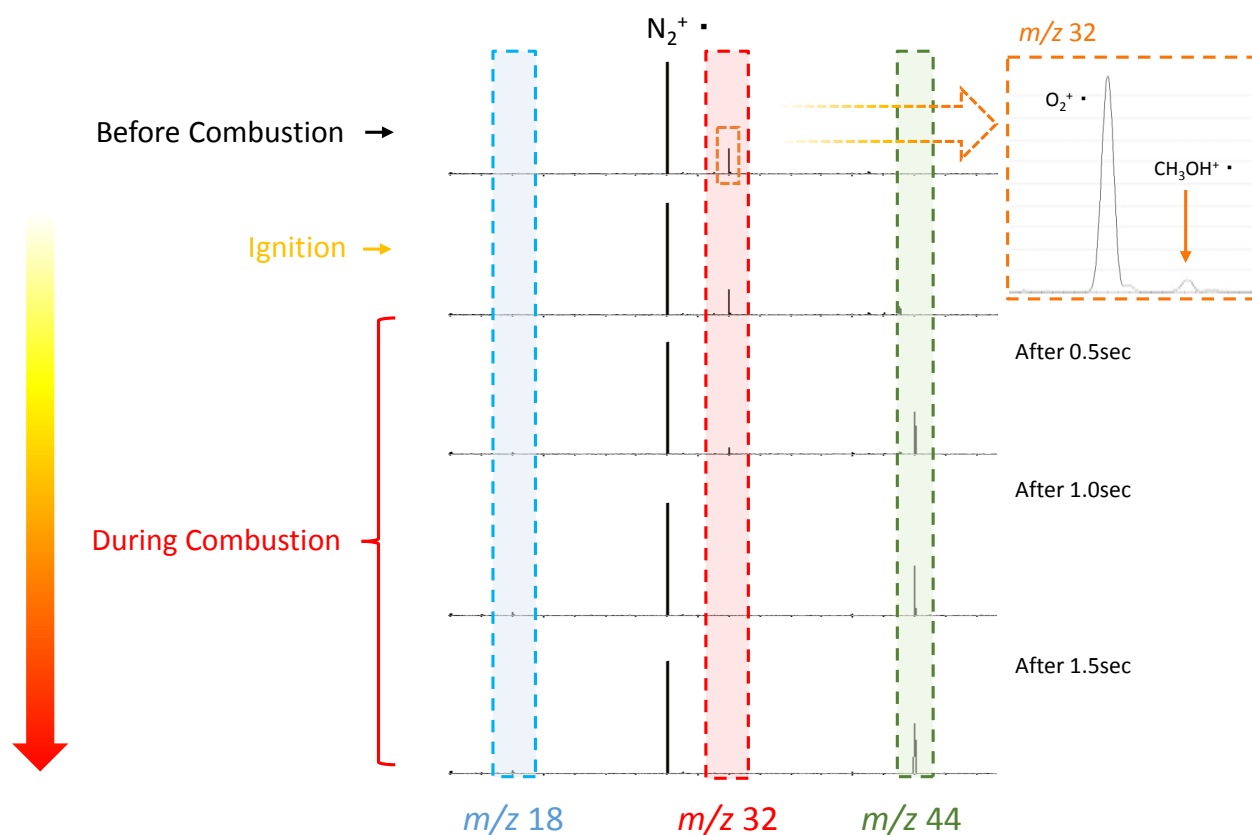 N₂⁺ ▪
m/z 32
Before Combustion
O₂⁺ ▪
CH₃OH⁺ ▪
Ignition
After 0.5sec
After 1.0sec
During Combustion
After 1.5sec
m/z 18
m/z 32
m/z 44